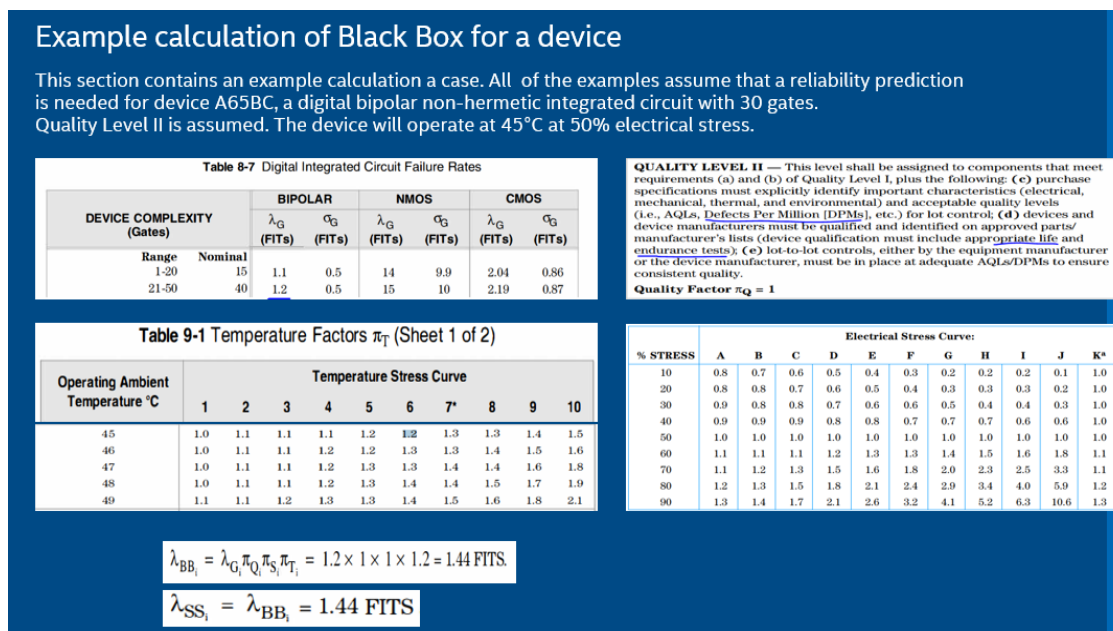 Example calculation of Black Box for a device
This section contains an example calculation a case. All of the examples assume that a reliability prediction
is needed for device A65BC, a digital bipolar non-hermetic integrated circuit with 30 gates.
Quality Level II is assumed. The device will operate at 45°C at 50% electrical stress.
Table 8-7 Digital Integrated Circuit Failure Rates
BIPOLAR NMOS CMOS
DEVICE COMPLEXITY
(Gates)
λG σG λG σG λG σG
(FITs) (FITs) (FITs) (FITs) (FITs) (FITs)
Range Nominal
1-20 15 1.1 0.5 14 9.9 2.04 0.86
21-50 40 1.2 0.5 15 10 2.19 0.87
QUALITY LEVEL II — This level shall be assigned to components that meet
requirements (a) and (b) of Quality Level I, plus the following: (c) purchase
specifications must explicitly identify important characteristics (electrical,
mechanical, thermal, and environmental) and acceptable quality levels
(i.e., AQLs, Defects Per Million [DPMs], etc.) for lot control; (d) devices and
device manufacturers must be qualified and identified on approved parts/
manufacturer's lists (device qualification must include appropriate life and
endurance tests); (e) lot-to-lot controls, either by the equipment manufacturer
or the device manufacturer, must be in place at adequate AQLs/DPMs to ensure
consistent quality.
Quality Factor πQ = 1
Table 9-1 Temperature Factors πT (Sheet 1 of 2)
Operating Ambient
Temperature °C
Temperature Stress Curve
1 2 3 4 5 6 7* 8 9 10
45 1.0 1.1 1.1 1.1 1.2 1.2 1.3 1.3 1.4 1.5
46 1.0 1.1 1.1 1.2 1.2 1.3 1.3 1.4 1.5 1.6
47 1.0 1.1 1.1 1.2 1.3 1.3 1.4 1.4 1.6 1.8
48 1.0 1.1 1.1 1.2 1.3 1.4 1.4 1.5 1.7 1.9
49 1.1 1.1 1.2 1.3 1.3 1.4 1.5 1.6 1.8 2.1
Electrical Stress Curve:
% STRESS A B C D E F G H I J Kª
10 0.8 0.7 0.6 0.5 0.4 0.3 0.2 0.2 0.2 0.1 1.0
20 0.8 0.8 0.7 0.6 0.5 0.4 0.3 0.3 0.3 0.2 1.0
30 0.9 0.8 0.8 0.7 0.6 0.6 0.5 0.4 0.4 0.3 1.0
40 0.9 0.9 0.9 0.8 0.8 0.7 0.7 0.7 0.6 0.6 1.0
50 1.0 1.0 1.0 1.0 1.0 1.0 1.0 1.0 1.0 1.0 1.0
60 1.1 1.1 1.1 1.2 1.3 1.3 1.4 1.5 1.6 1.8 1.1
70 1.1 1.2 1.3 1.5 1.6 1.8 2.0 2.3 2.5 3.3 1.1
80 1.2 1.3 1.5 1.8 2.1 2.4 2.9 3.4 4.0 5.9 1.2
90 1.3 1.4 1.7 2.1 2.6 3.2 4.1 5.2 6.3 10.6 1.3
λBBi = λGi πQi πSi πTi = 1.2 × 1 × 1 × 1.2 = 1.44 FITS.
λSSi = λBBi = 1.44 FITS